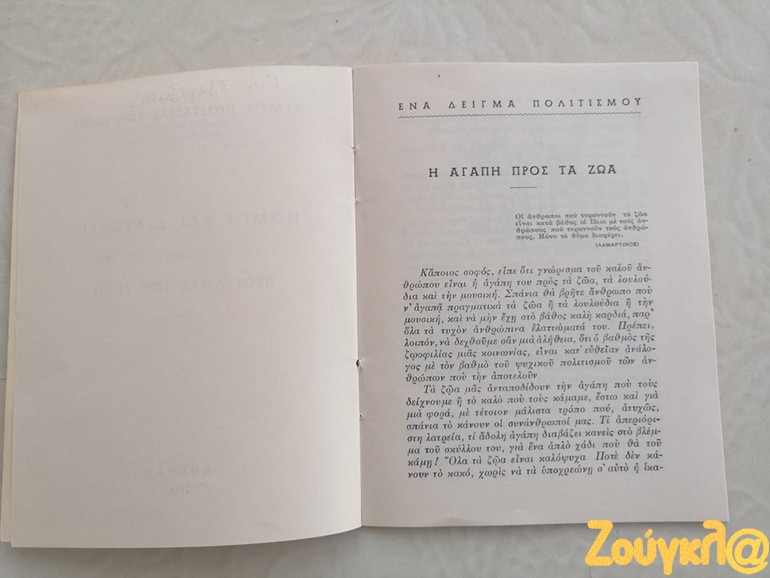 ΕΝΑ ΔΕΙΓΜΑ ΠΟΛΙΤΙΣΜΟΥ
Η ΑΓΑΠΗ ΠΡΟΣ ΤΑ ΖΩΑ
Οἱ ἄνθρωποι ποὺ τυραννοῦν τὰ ζῶα
εἶναι κατὰ βάθος οἱ ἴδιοι μὲ τοὺς ἀν-
θρώπους ποὺ τυραννοῦν τοὺς ἀνθρώ-
πους. Μόνο τὸ θῦμα διαφέρει.
(ΛΑΜΑΡΤΙΝΟΣ)
Κάποιος σοφός, εἶπε ὅτι γνώρισμα τοῦ καλοῦ ἀν-
θρώπου εἶναι ἡ ἀγάπη του πρὸς τὰ ζῶα, τὰ λουλού-
δια καὶ τὴν μουσική. Σπάνια θὰ βρῆτε ἄνθρωπο ποὺ
ν' ἀγαπᾶ πραγματικὰ τὰ ζῶα ἢ τὰ λουλούδια ἢ τὴν
μουσική, καὶ νὰ μὴν ἔχῃ στὸ βάθος καλὴ καρδιά, παρ'
ὅλα τὰ τυχὸν ἀνθρώπινα ἐλαττώματά του. Πρέπει,
λοιπόν, νὰ δεχθοῦμε σὰν μιὰ ἀλήθεια, ὅτι ὁ βαθμὸς τῆς
ζωοφιλίας μιᾶς κοινωνίας, εἶναι κατ' εὐθεῖαν ἀνάλο-
γος μὲ τὸν βαθμὸ τοῦ ψυχικοῦ πολιτισμοῦ τῶν ἀν-
θρώπων ποὺ τὴν ἀποτελοῦν.
Τὰ ζῶα μᾶς ἀνταποδίδουν τὴν ἀγάπη ποὺ τοὺς
δείχνουμε ἢ τὸ καλὸ ποὺ τοὺς κάμαμε, ἔστω καὶ γιὰ
μιὰ φορά, μὲ τέτοιον μάλιστα τρόπο πού, ἀτυχῶς,
σπάνια τὸ κάνουν οἱ συνάνθρωποί μας. Τί ἀπεριόρι-
στη λατρεία, τί ἄδολη ἀγάπη διαβάζει κανεὶς στὸ βλέμ-
μα τοῦ σκύλλου του, γιὰ ἕνα ἁπλὸ χάδι ποὺ θὰ τοῦ
κάμῃ! Ὅλα τὰ ζῶα εἶναι καλόψυχα Ποτὲ δὲν κά-
νουν τὸ κακό, χωρὶς νὰ τὰ ὑποχρεώνῃ σ' αὐτὸ ἡ ἱκα-
Ζούγκλ@